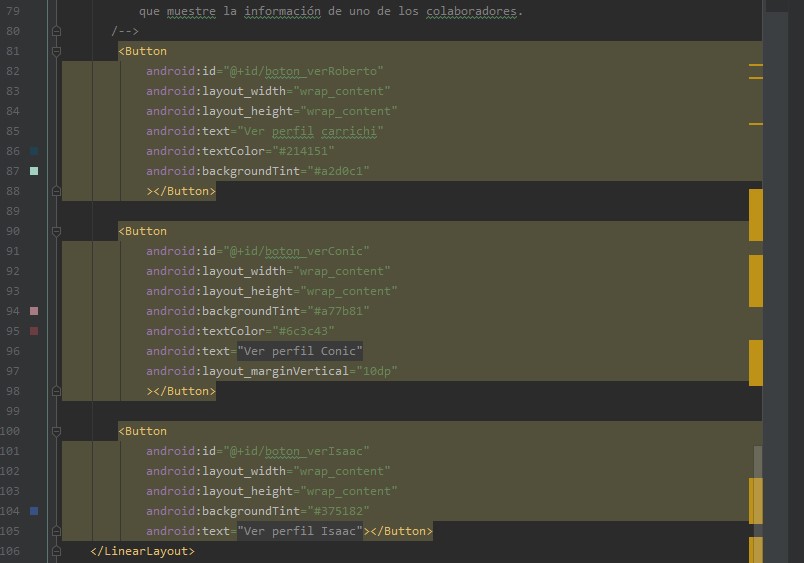 79 que muestre la información de uno de los colaboradores.
80 /-->
81 <Button
82 android:id="@+id/boton_verRoberto"
83 android:layout_width="wrap_content"
84 android:layout_height="wrap_content"
85 android:text="Ver perfil carrichi"
86 android:textColor="#214151"
87 android:backgroundTint="#a2d0c1"
88 ></Button>
89
90 <Button
91 android:id="@+id/boton_verConic"
92 android:layout_width="wrap_content"
93 android:layout_height="wrap_content"
94 android:backgroundTint="#a77b81"
95 android:textColor="#6c3c43"
96 android:text="Ver perfil Conic"
97 android:layout_marginVertical="10dp"
98 ></Button>
99
100 <Button
101 android:id="@+id/boton_verIsaac"
102 android:layout_width="wrap_content"
103 android:layout_height="wrap_content"
104 android:backgroundTint="#375182"
105 android:text="Ver perfil Isaac"></Button>
106 </LinearLayout>